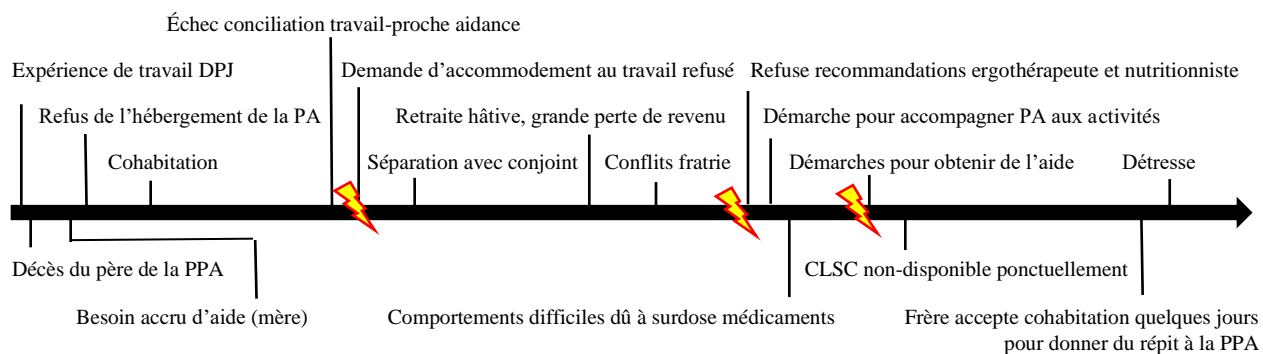 Échec conciliation travail-proche aidance
Expérience de travail DPJ
Demande d'accommodement au travail refusé
Refuse recommandations ergothérapeute et nutritionniste
Refus de l'hébergement de la PA
Retraite hâtive, grande perte de revenu
Démarche pour accompagner PA aux activités
Cohabitation
Séparation avec conjoint
Conflits fratrie
Démarches pour obtenir de l'aide
Détresse
Décès du père de la PPA
CLSC non-disponible ponctuellement
Besoin accru d'aide (mère)
Comportements difficiles dû à surdose médicaments
Frère accepte cohabitation quelques jours
pour donner du répit à la PPA